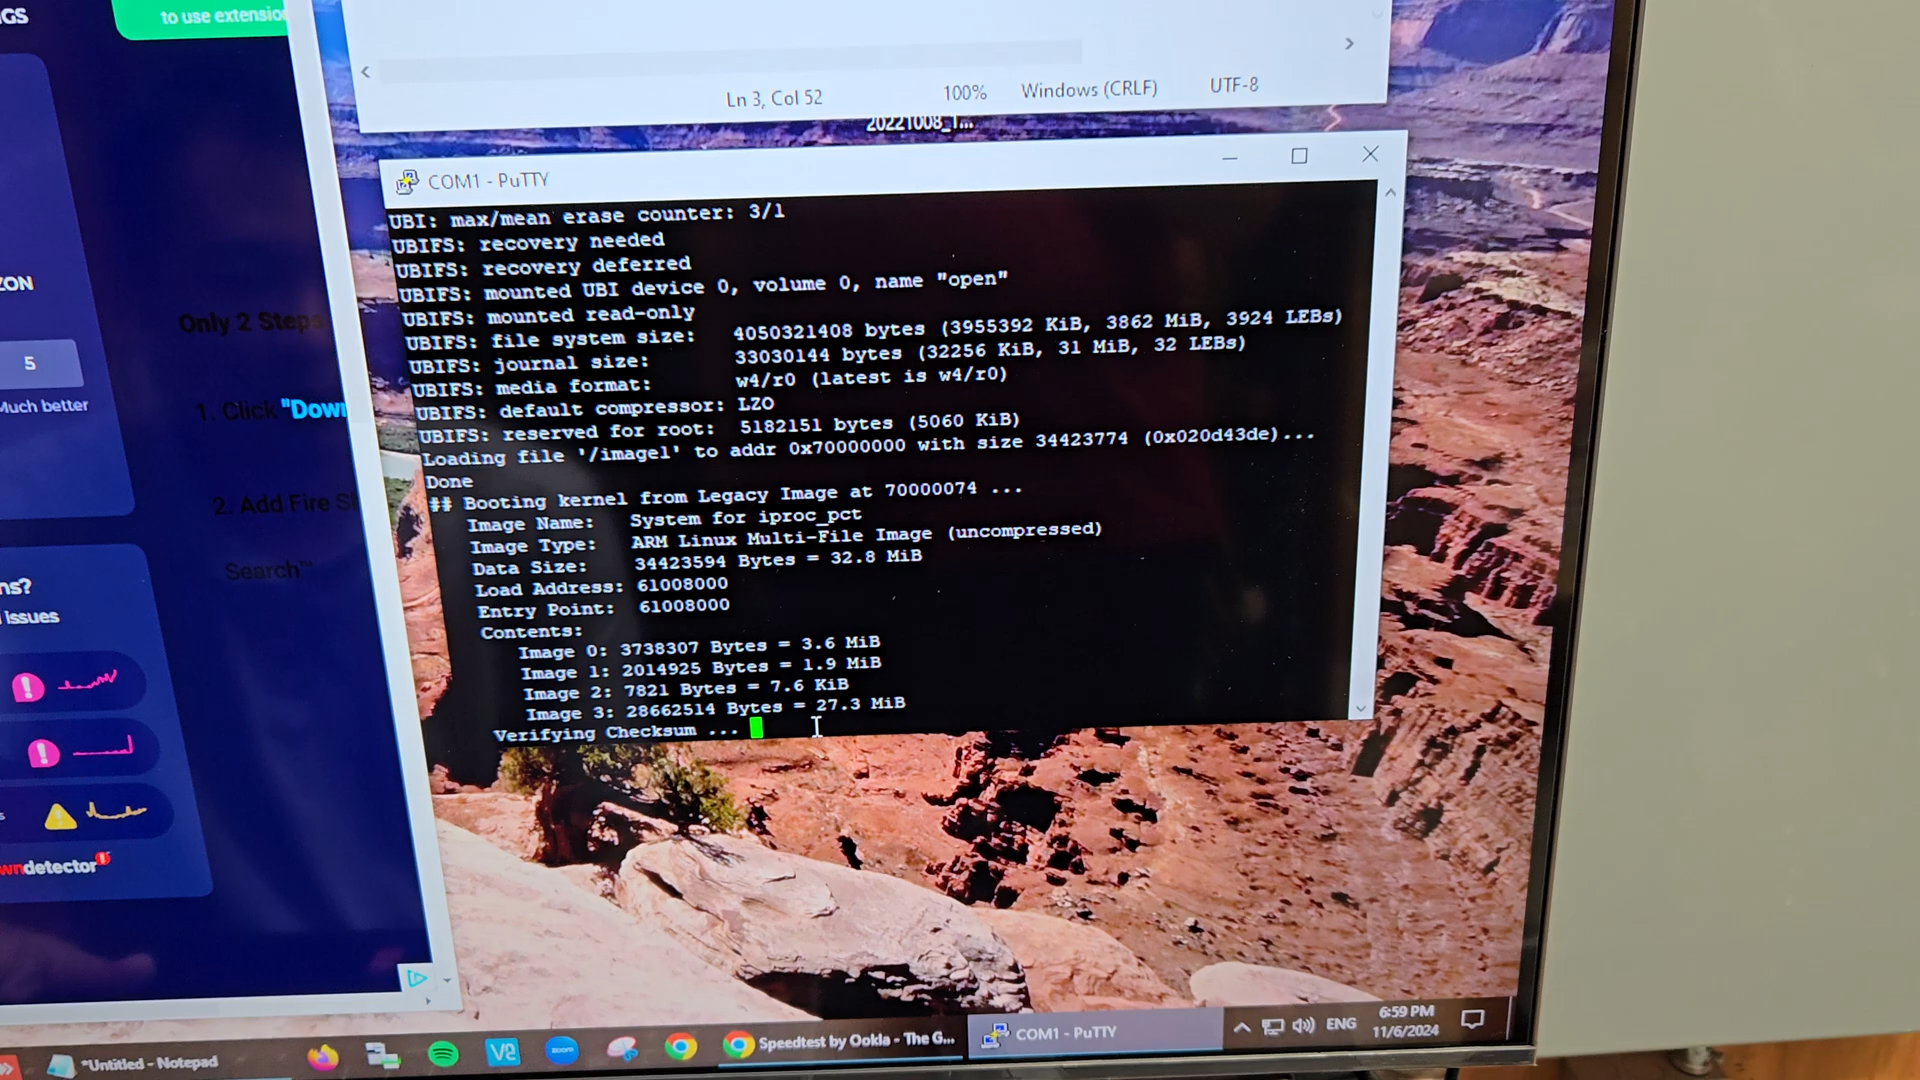 GS
to use extension
Ln 3, Col 52
100%
Windows (CRLF)
UTF-8
COM1 - PuTTY
UBI: max/mean erase counter: 3/1
UBIFS: recovery needed
UBIFS: recovery deferred
UBIFS: mounted UBI device 0, volume 0, name "open"
UBIFS: mounted read-only
UBIFS: file system size:   4050321408 bytes (3955392 KiB, 3862 MiB, 3924 LEBs)
UBIFS: journal size:       33030144 bytes (32256 KiB, 31 MiB, 32 LEBs)
UBIFS: media format:       w4/r0 (latest is w4/r0)
UBIFS: default compressor: LZO
UBIFS: reserved for root:  5182151 bytes (5060 KiB)
Loading file '/image1' to addr 0x70000000 with size 34423774 (0x020d43de)...
Done
## Booting kernel from Legacy Image at 70000074 ...
Image Name:   System for iproc_pct
Image Type:   ARM Linux Multi-File Image (uncompressed)
Data Size:    34423594 Bytes = 32.8 MiB
Load Address: 61008000
Entry Point:  61008000
Contents:
Image 0: 3738307 Bytes = 3.6 MiB
Image 1: 2014925 Bytes = 1.9 MiB
Image 2: 7821 Bytes = 7.6 KiB
Image 3: 28662514 Bytes = 27.3 MiB
Verifying Checksum ...
ZON
5
Much better
Only 2 Steps
1. Click "Down
2. Add Fire S
Search™
ns?
issues
s
wndetector
*Untitled - Notepad
zoom
Speedtest by Ookla - The G...
COM1 - PuTTY
ENG
6:59 PM
11/6/2024